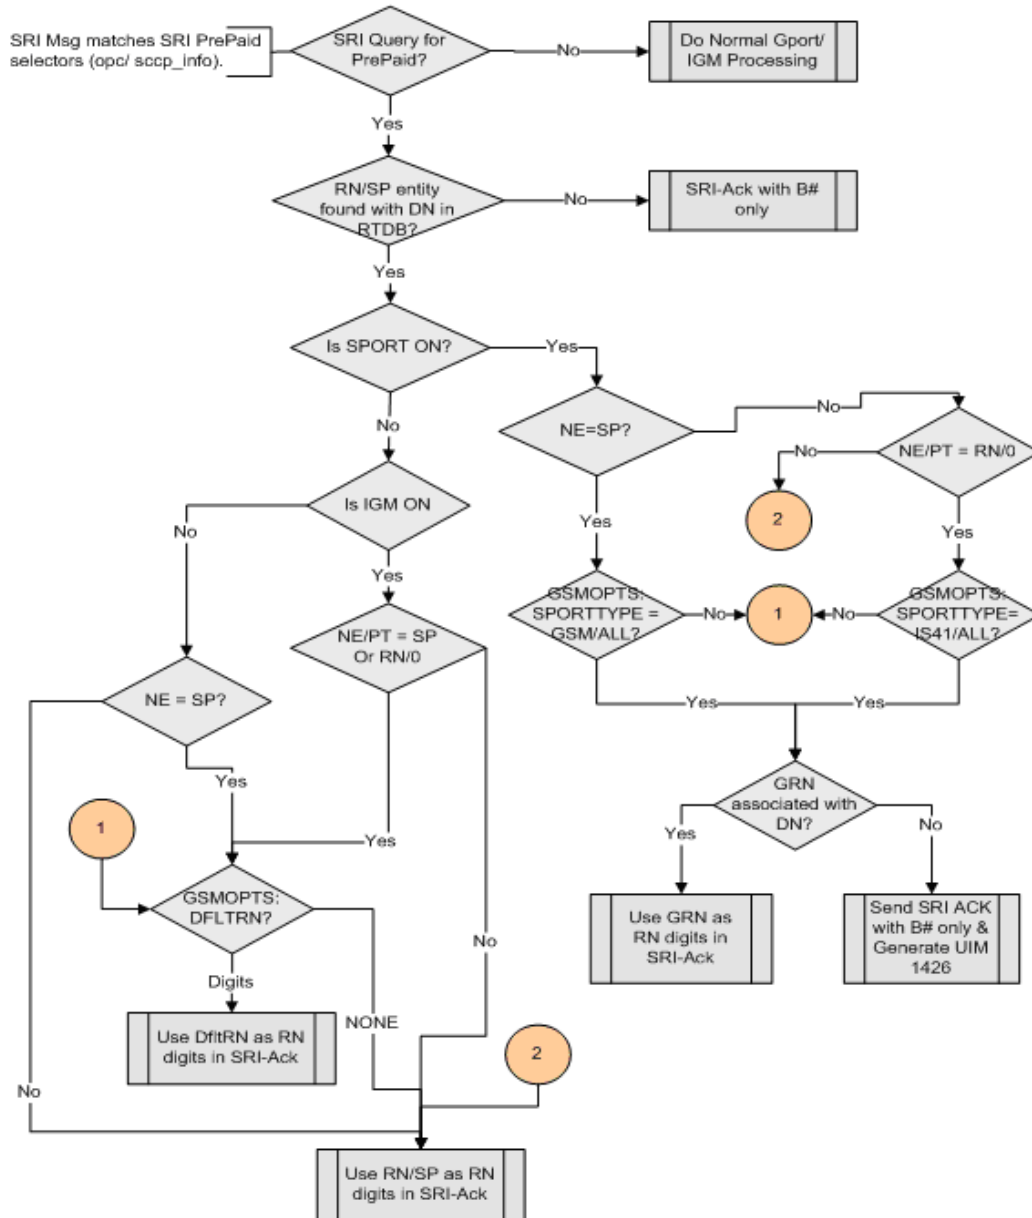 SRI Msg matches SRI PrePaid
selectors (opc/ sccp_info).
SRI Query for
PrePaid?
No
Do Normal Gport/
IGM Processing
Yes
RN/SP entity
found with DN in
RTDB?
No
SRI-Ack with B#
only
Yes
Is SPORT ON?
Yes
No
NE=SP?
No
NE/PT = RN/0
No
2
Is IGM ON
No
Yes
Yes
Yes
GSMOPTS:
SPORTTYPE =
GSM/ALL?
No
1
No
GSMOPTS:
SPORTTYPE=
IS41/ALL?
NE/PT = SP
Or RN/0
NE = SP?
Yes
Yes
Yes
GRN
associated with
DN?
Yes
No
1
Yes
GSMOPTS:
DFLTRN?
Use GRN as
RN digits in
SRI-Ack
Send SRI ACK
with B# only &
Generate UIM
1426
No
Digits
NONE
Use DfltRN as RN
digits in SRI-Ack
2
No
Use RN/SP as RN
digits in SRI-Ack